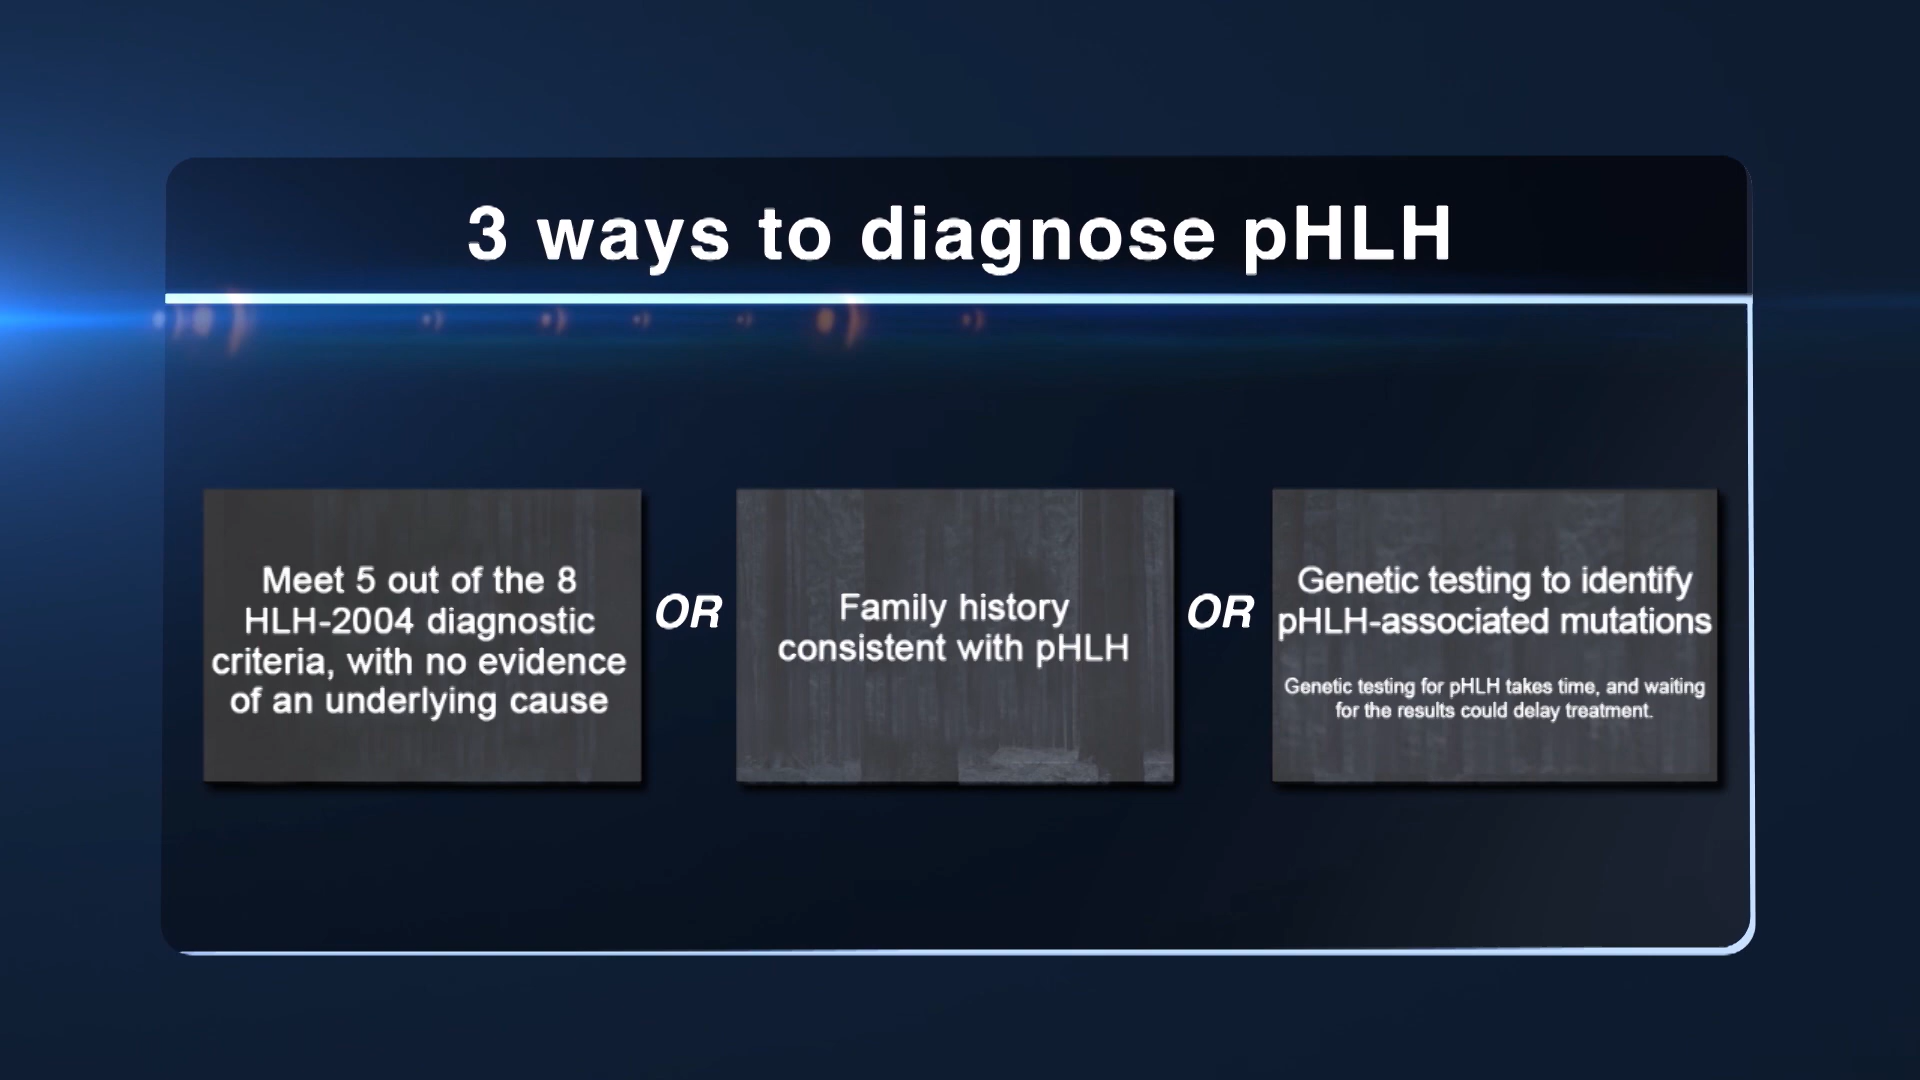 3 ways to diagnose pHLH
Meet 5 out of the 8
HLH-2004 diagnostic
criteria, with no evidence
of an underlying cause
OR
Family history
consistent with pHLH
OR
Genetic testing to identify
pHLH-associated mutations
Genetic testing for pHLH takes time, and waiting
for the results could delay treatment.